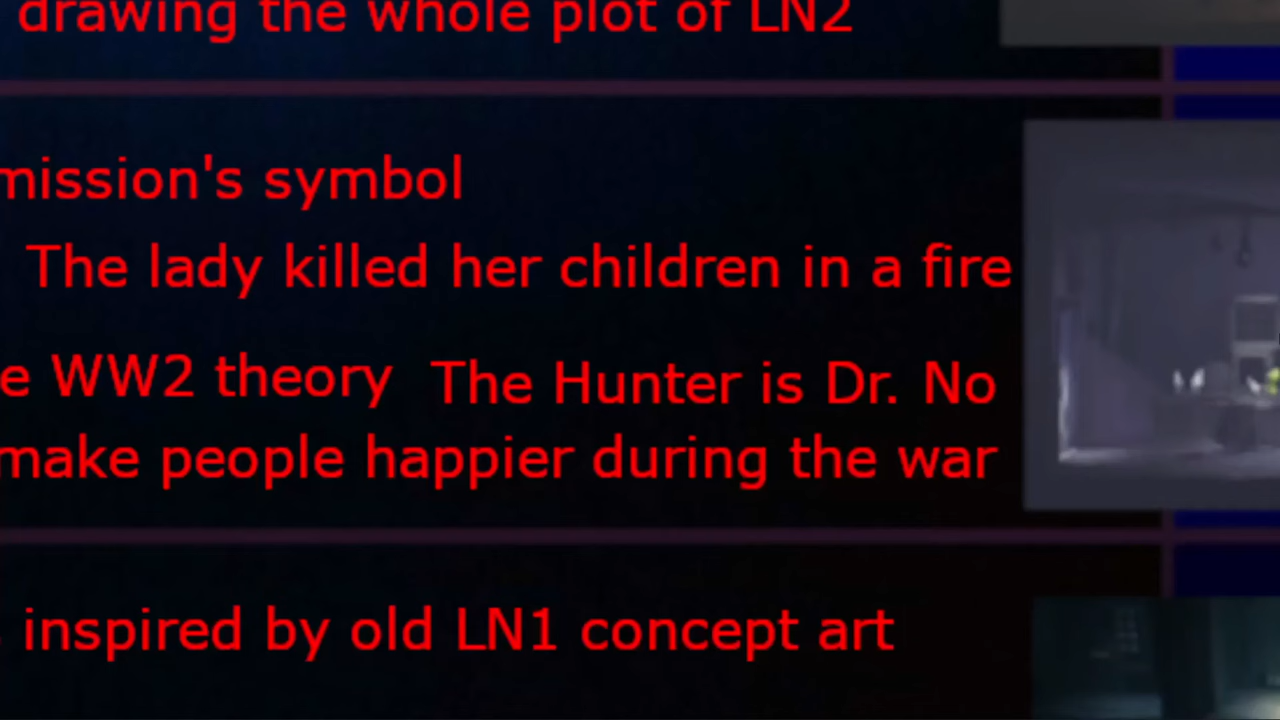 drawing the whole plot of LN2
mission's symbol
The lady killed her children in a fire
e WW2 theory
The Hunter is Dr. No
make people happier during the war
inspired by old LN1 concept art